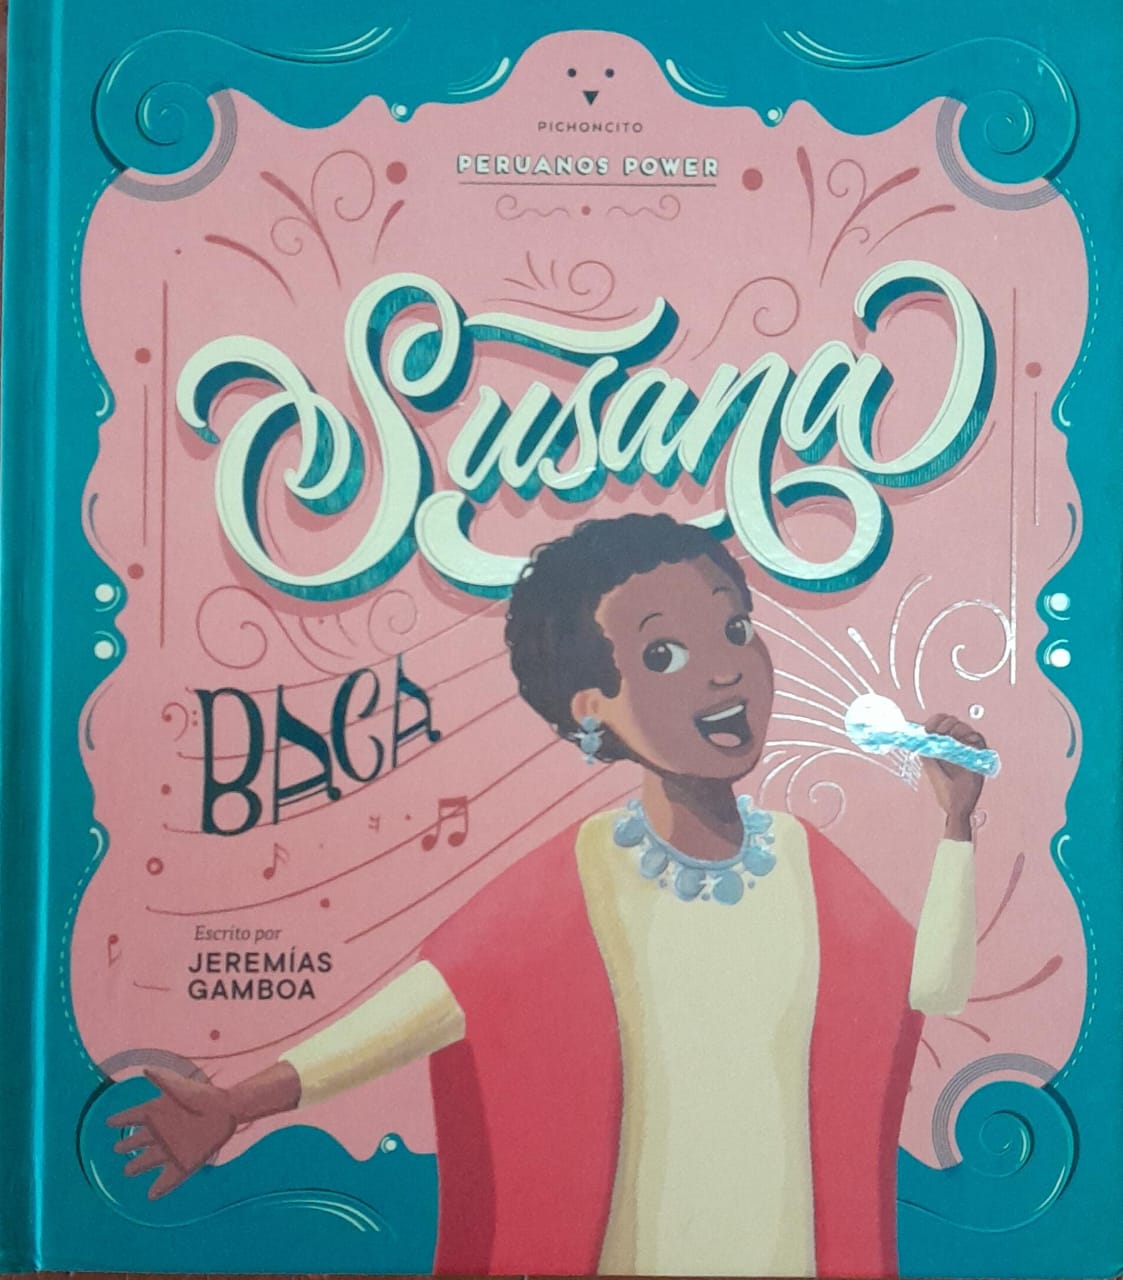 PICHONCITO
PERUANOS POWER
Susana
BACA
Escrito por
JEREMÍAS
GAMBOA